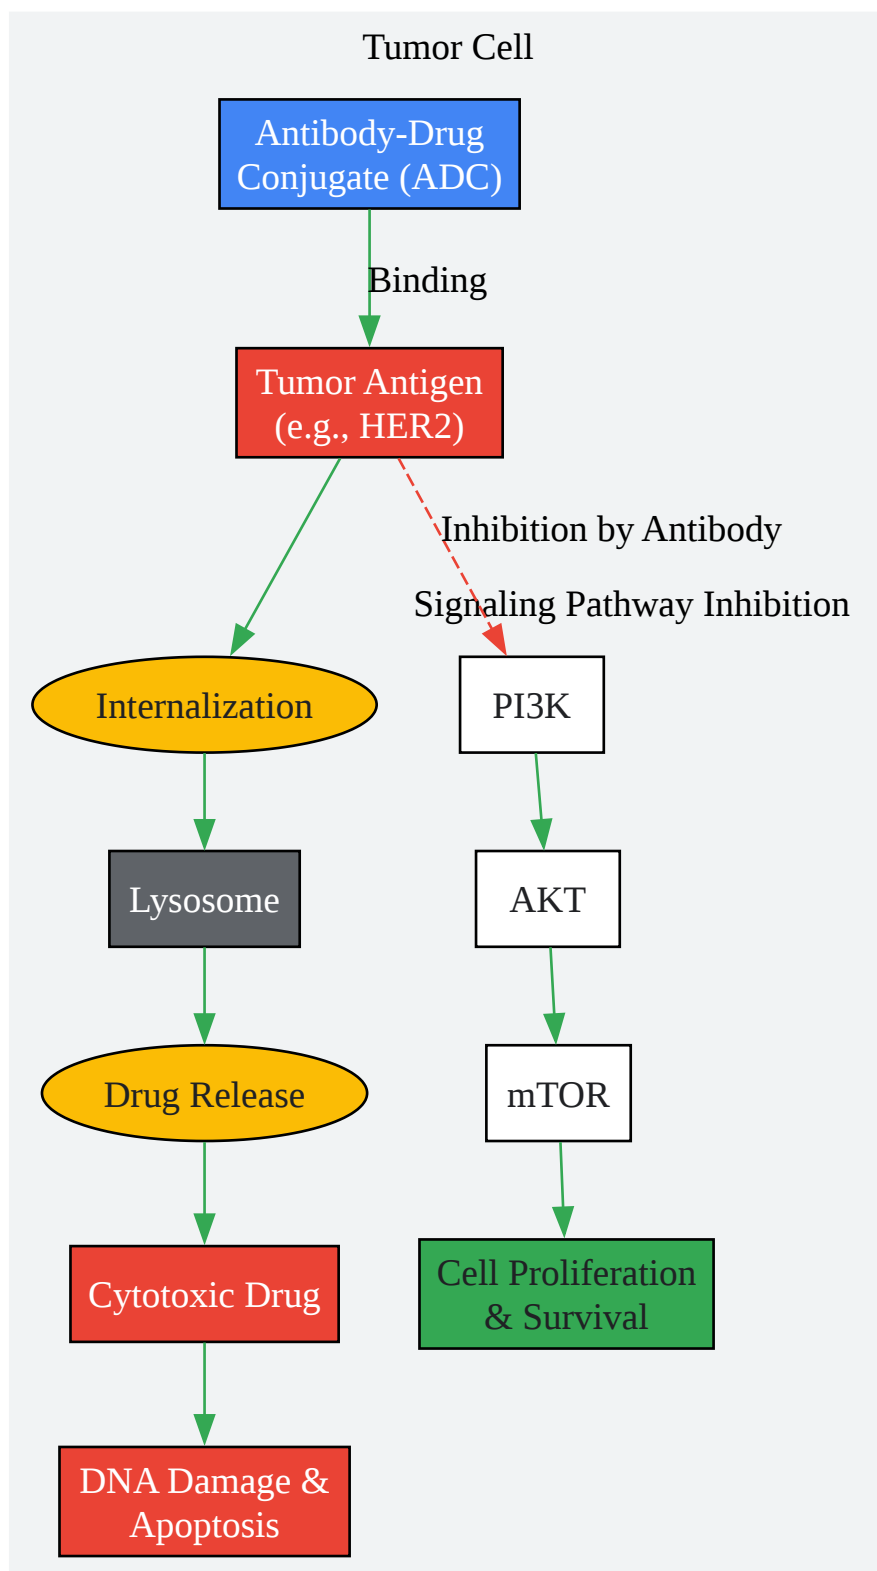 Tumor Cell
Antibody-Drug
Conjugate (ADC)
Binding
Tumor Antigen
(e.g., HER2)
Inhibition by Antibody
Signaling Pathway Inhibition
Internalization
PI3K
Lysosome
AKT
Drug Release
mTOR
Cytotoxic Drug
Cell Proliferation
& Survival
DNA Damage &
Apoptosis